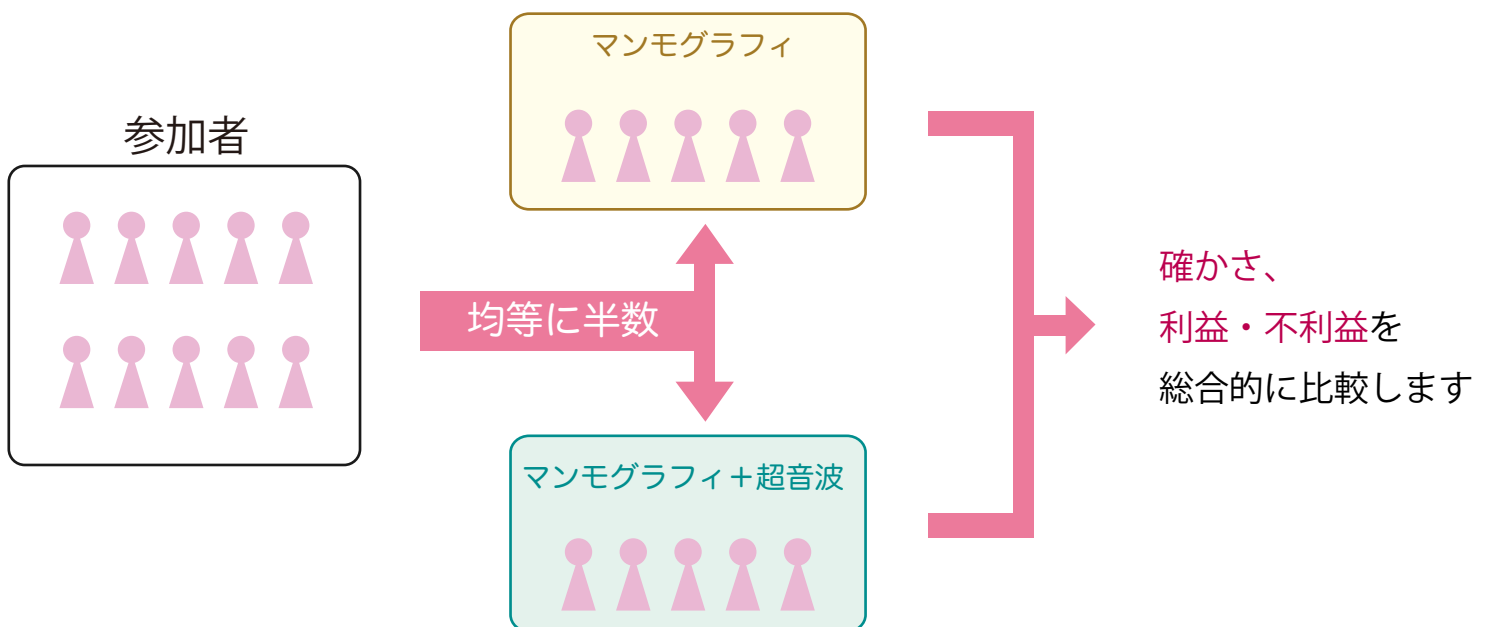 参加者
マンモグラフィ
均等に半数
マンモグラフィ＋超音波
確かさ、
利益・不利益を
総合的に比較します